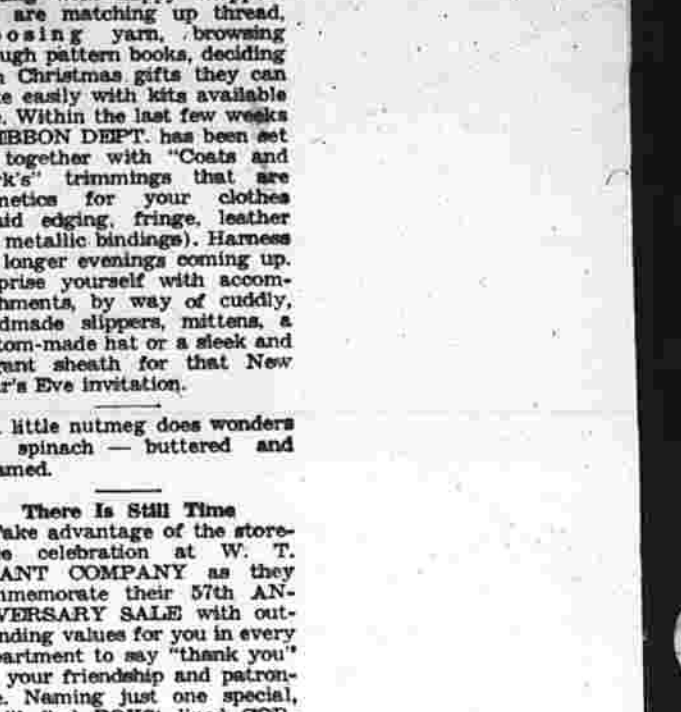 are matching up thread,
osing yarn, browsing
ugh pattern books, deciding
Christmas gifts they can
e easily with kits available
. Within the last few weeks
IBBON DEPT. has been set
together with "Coats and
k's" trimmings that are
metics for your clothes
id edging, fringe, leather
metallic bindings). Harness
longer evenings coming up.
prise yourself with accom-
hments, by way of cuddly,
dmade slippers, mittens, a
tom-made hat or a sleek and
gant sheath for that New
r's Eve invitation.
little nutmeg does wonders
spinach — buttered and
amed.
There Is Still Time
Take advantage of the store-
e celebration at W. T.
ANT COMPANY as they
mmemorate their 57th AN-
VERSARY SALE with out-
nding values for you in every
partment to say "thank you"
your friendship and patron-
e. Naming just one special,